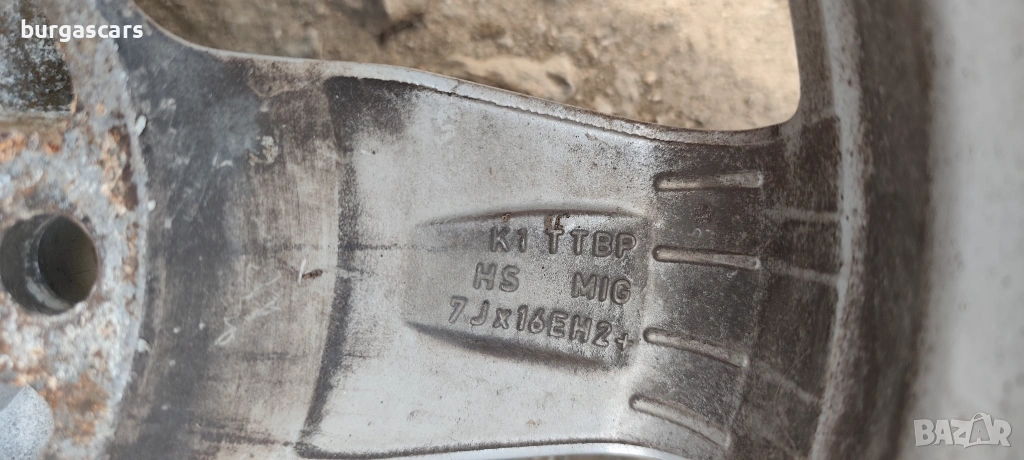 burgascars
K1 TTBP
HS MIG
7Jx16EH2+
BAZAR